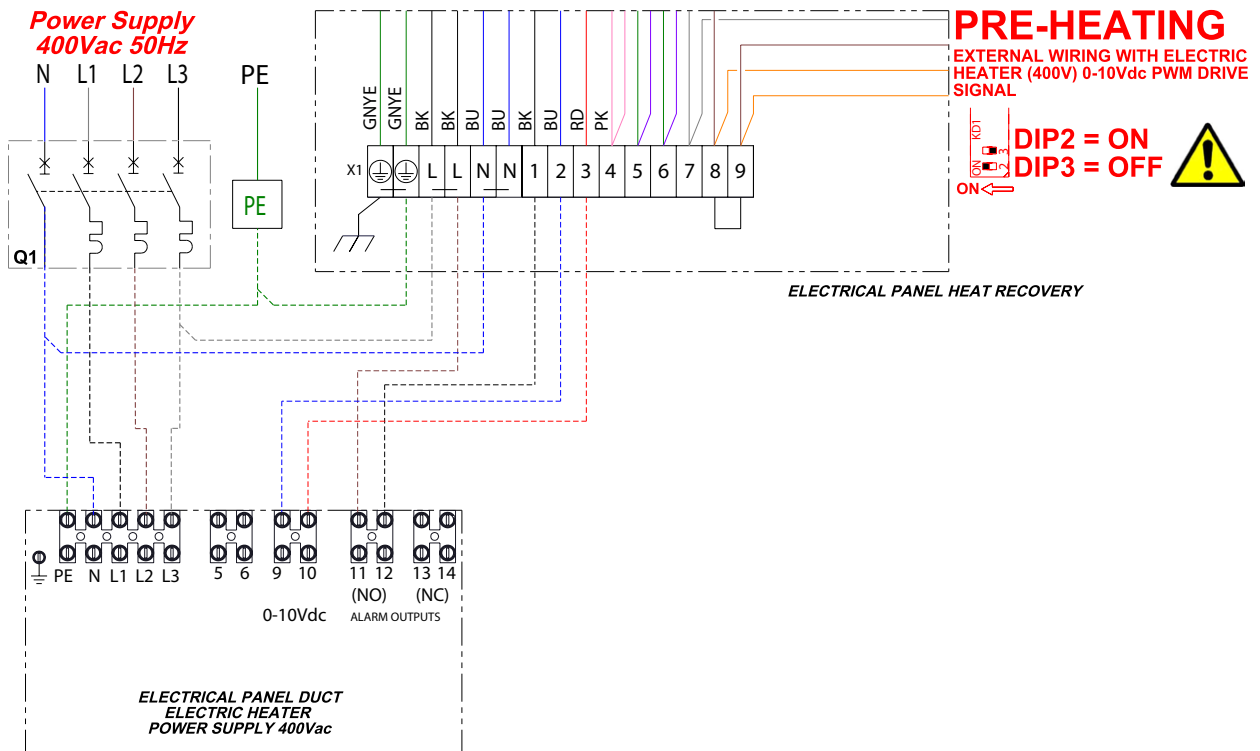 Power Supply
400Vac 50Hz
N L1 L2 L3 PE
PE
Q1
GNYE GNYE BK BK BU BU BK BU RD PK
X1 L L N N 1 2 3 4 5 6 7 8 9
PRE-HEATING
EXTERNAL WIRING WITH ELECTRIC
HEATER (400V) 0-10Vdc PWM DRIVE
SIGNAL
KD1
ON 2 3
ON
DIP2 = ON
DIP3 = OFF
ELECTRICAL PANEL HEAT RECOVERY
PE N L1 L2 L3 5 6 9 10 11 12 13 14
(NO) (NC)
0-10Vdc ALARM OUTPUTS
ELECTRICAL PANEL DUCT
ELECTRIC HEATER
POWER SUPPLY 400Vac